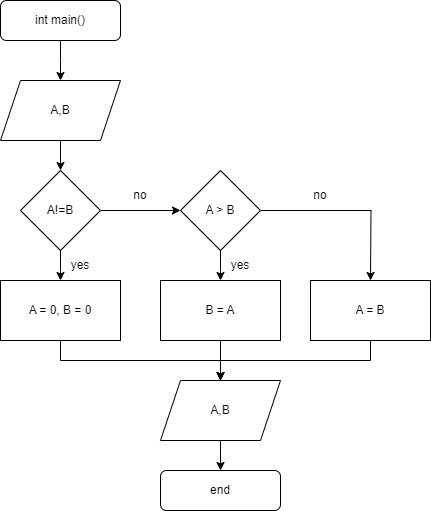 int main()
A,B
A!=B
no
A > B
no
yes
yes
A = 0, B = 0
B = A
A = B
A,B
end